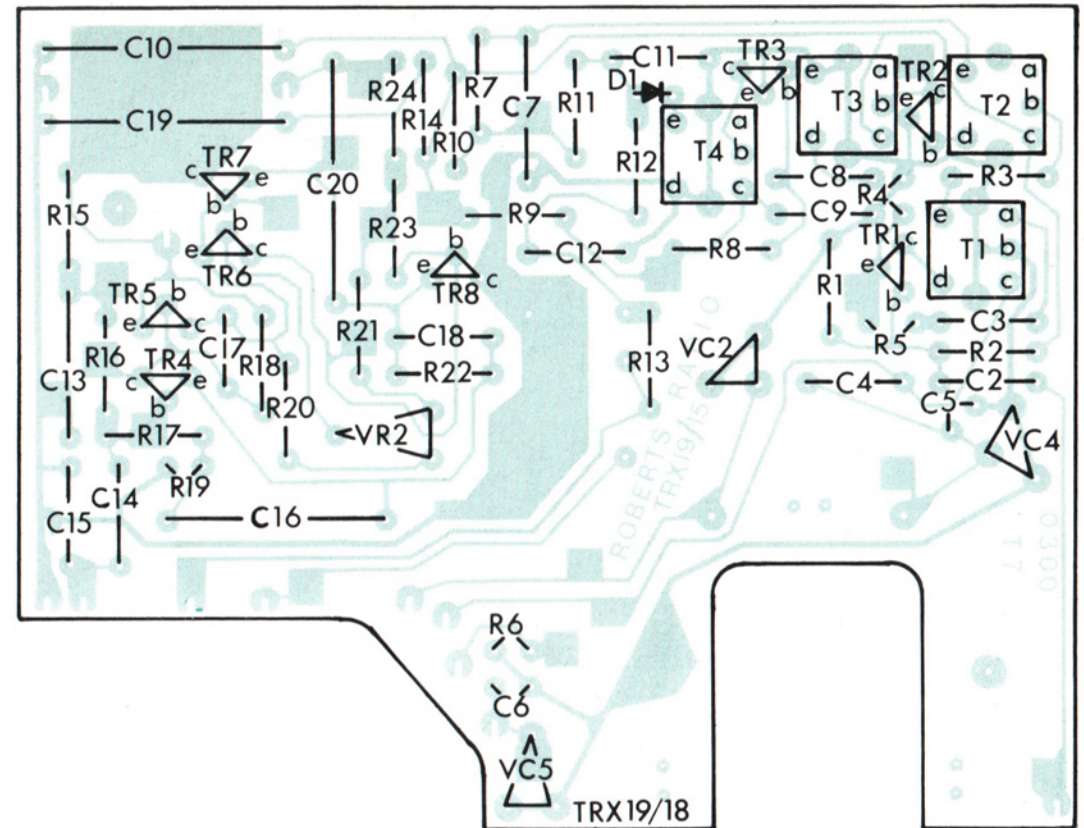 C10
C11
TR3
c
e
b
D1
R24
R14
R10
R7
C7
R11
e
a
T3
b
d
c
TR2
e
c
b
e
a
T2
b
d
c
C19
R12
e
a
T4
b
d
c
TR7
c
e
b
C20
C8
R4
R3
R15
R23
R9
C9
b
e
c
TR6
b
e
c
TR8
C12
R8
TR1
c
e
b
R1
e
a
T1
b
d
c
TR5
b
e
c
R21
C18
R22
R13
VC2
R5
C3
R2
C2
R16
TR4
c
e
b
C17
R18
R20
C13
C4
C5
R17
VR2
VC4
R19
C14
C15
C16
ROBERTS RADIO
TRX19/15
0300
T7
R6
C6
VC5
TRX19/18